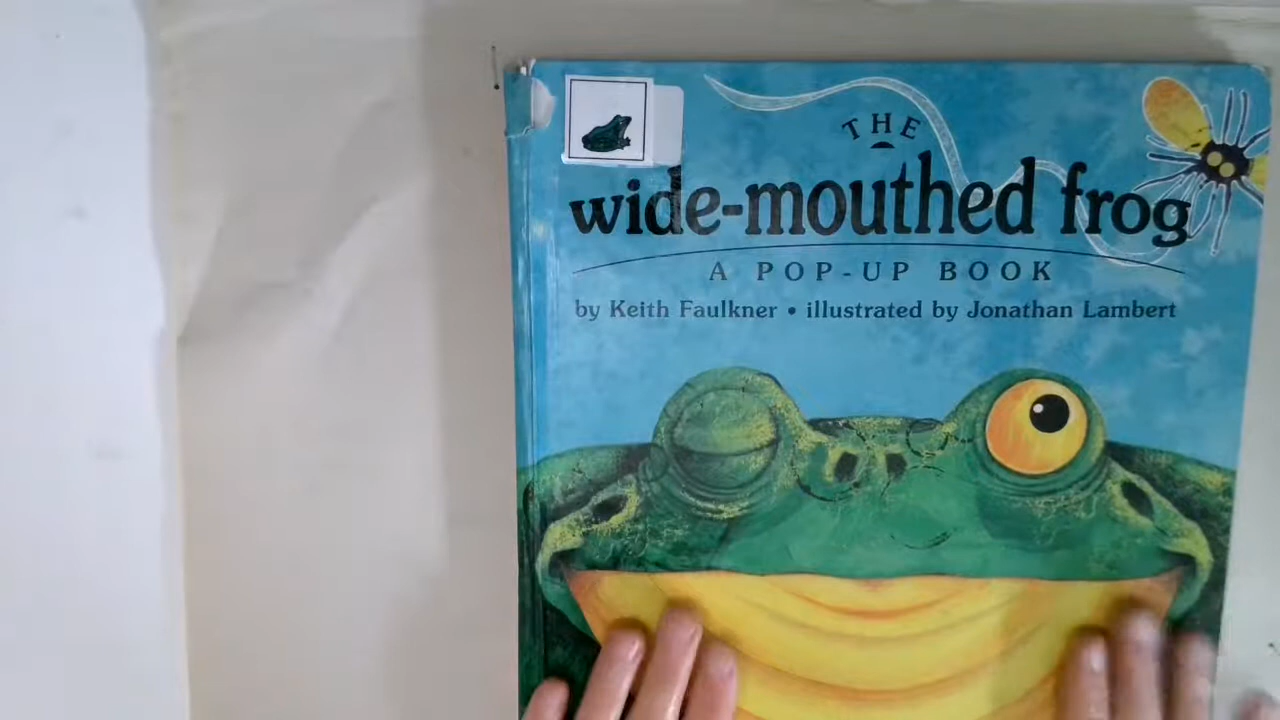 THE
wide-mouthed frog
A POP-UP BOOK
by Keith Faulkner • illustrated by Jonathan Lambert